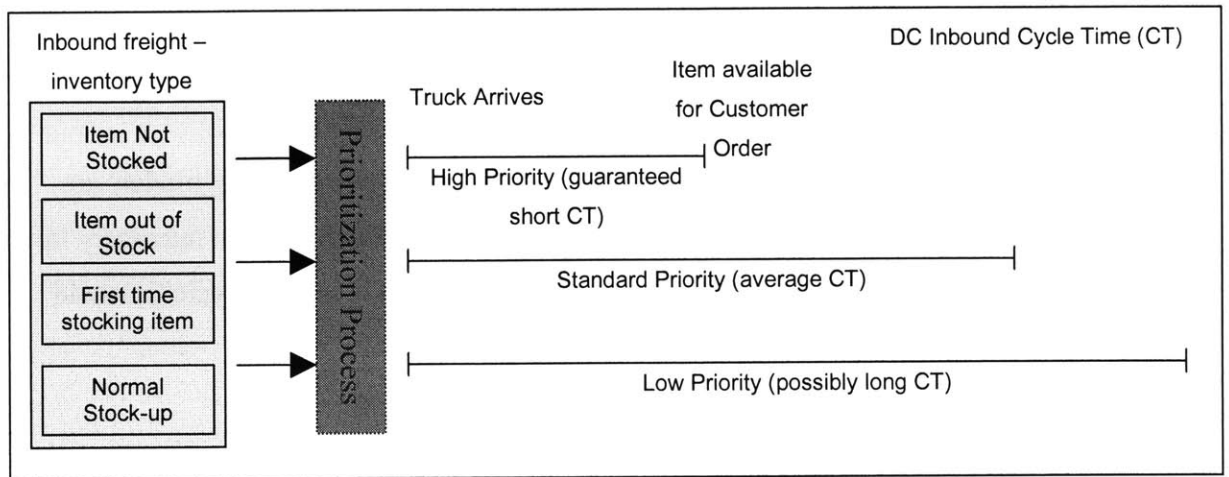 Inbound freight –
inventory type
Item Not
Stocked
Item out of
Stock
First time
stocking item
Normal
Stock-up
Prioritization Process
DC Inbound Cycle Time (CT)
Truck Arrives
Item available
for Customer
Order
High Priority (guaranteed
short CT)
Standard Priority (average CT)
Low Priority (possibly long CT)